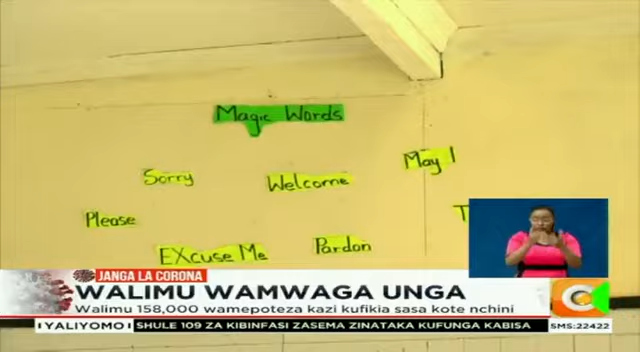 Magic Words
May I
Sorry
Welcome
Please
T
Excuse Me
Pardon
JANGA LA CORONA
WALIMU WAMWAGA UNGA
Walimu 158,000 wamepoteza kazi kufikia sasa kote nchini
C
IYALIYOMO
SHULE 109 ZA KIBINFASI ZASEMA ZINATAKA KUFUNGA KABISA
SMS:22422